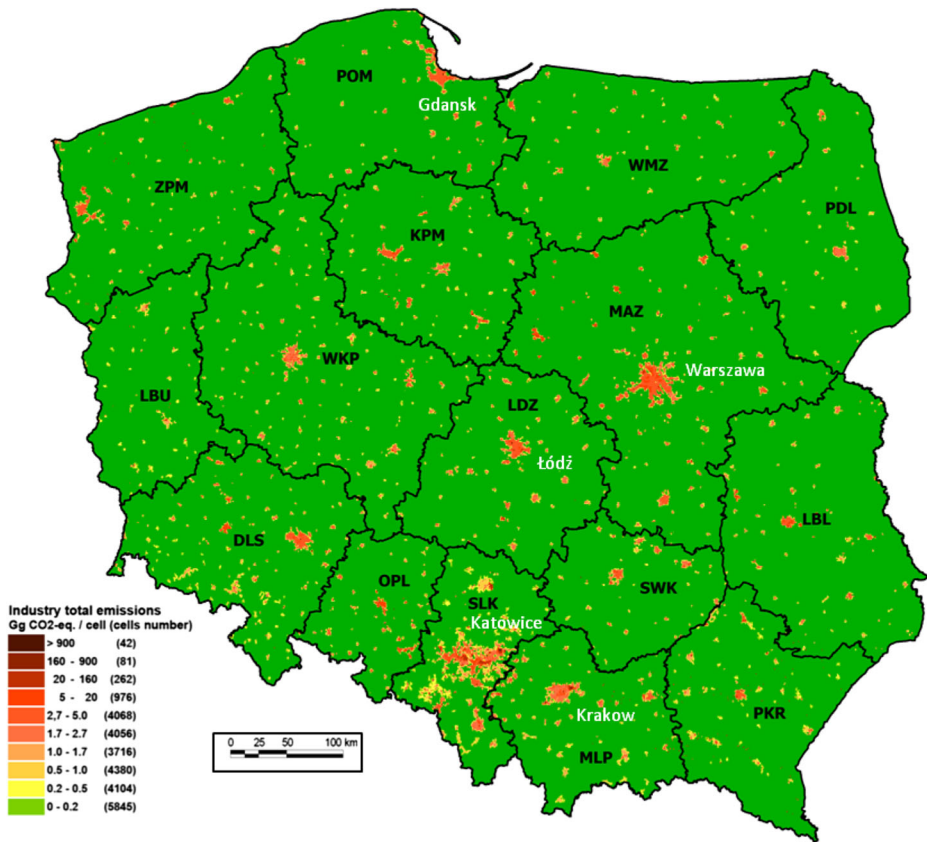 POM
Gdansk
WMZ
ZPM
PDL
KPM
MAZ
WKP
Warszawa
LBU
LDZ
Łódź
LBL
DLS
OPL
SLK
SWK
Katowice
Krakow
PKR
MLP
Industry total emissions
Gg CO2-eq. / cell (cells number)
> 900 (42)
160 - 900 (81)
20 - 160 (262)
5 - 20 (976)
2,7 - 5.0 (4068)
1.7 - 2.7 (4056)
1.0 - 1.7 (3716)
0.5 - 1.0 (4380)
0.2 - 0.5 (4104)
0 - 0.2 (5845)
0 25 50 100 km